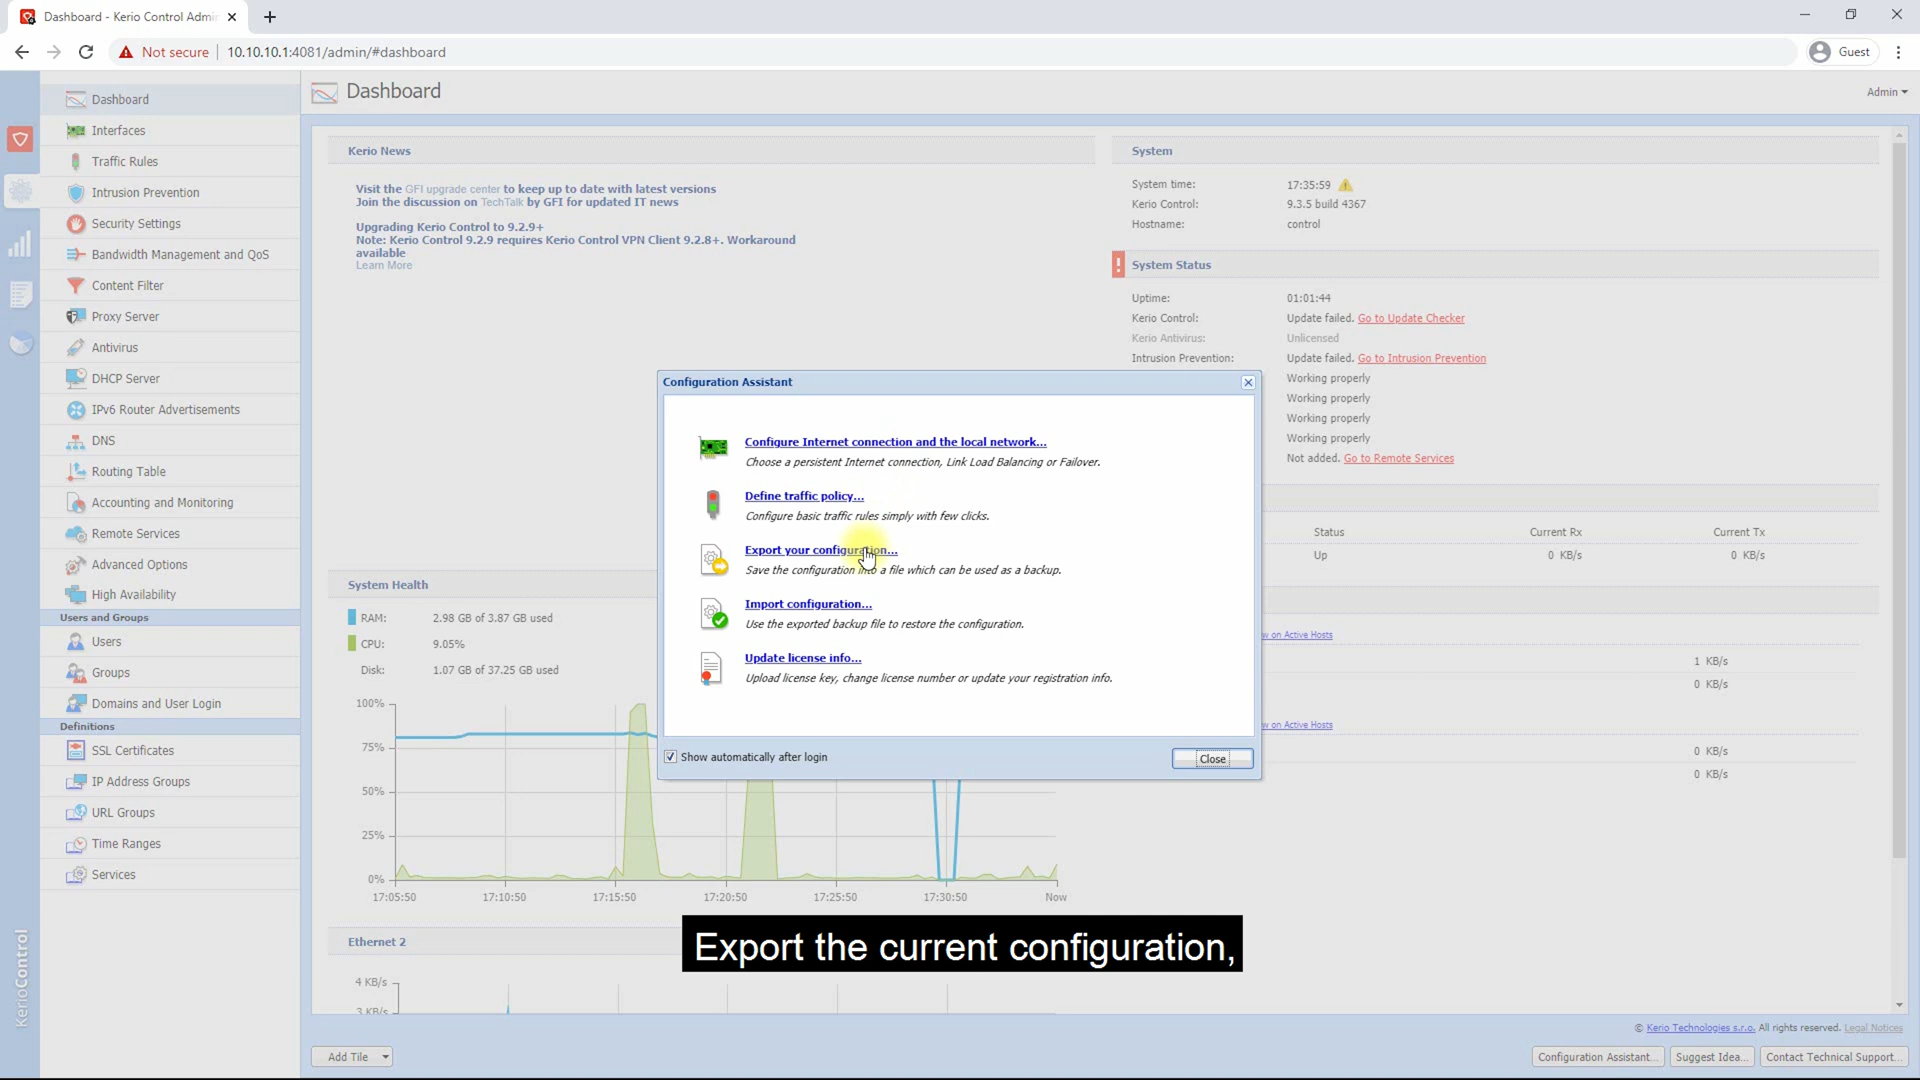 Dashboard - Kerio Control Admi
Not secure
10.10.10.1:4081/admin/#dashboard
Guest
Dashboard
Interfaces
Traffic Rules
Intrusion Prevention
Security Settings
Bandwidth Management and QoS
Content Filter
Proxy Server
Antivirus
DHCP Server
IPv6 Router Advertisements
DNS
Routing Table
Accounting and Monitoring
Remote Services
Advanced Options
High Availability
Users and Groups
Users
Groups
Domains and User Login
Definitions
SSL Certificates
IP Address Groups
URL Groups
Time Ranges
Services
KerioControl
Dashboard
Admin
Kerio News
Visit the GFI upgrade center to keep up to date with latest versions
Join the discussion on TechTalk by GFI for updated IT news
Upgrading Kerio Control to 9.2.9+
Note: Kerio Control 9.2.9 requires Kerio Control VPN Client 9.2.8+. Workaround
available
Learn More
System
System time: 17:35:59
Kerio Control: 9.3.5 build 4367
Hostname: control
System Status
Uptime: 01:01:44
Kerio Control: Update failed. Go to Update Checker
Kerio Antivirus: Unlicensed
Intrusion Prevention: Update failed. Go to Intrusion Prevention
Working properly
Working properly
Working properly
Working properly
Not added. Go to Remote Services
Status Current Rx Current Tx
Up 0 KB/s 0 KB/s
w on Active Hosts
1 KB/s
0 KB/s
w on Active Hosts
0 KB/s
0 KB/s
Configuration Assistant
Configure Internet connection and the local network...
Choose a persistent Internet connection, Link Load Balancing or Failover.
Define traffic policy...
Configure basic traffic rules simply with few clicks.
Export your configuration...
Save the configuration into a file which can be used as a backup.
Import configuration...
Use the exported backup file to restore the configuration.
Update license info...
Upload license key, change license number or update your registration info.
Show automatically after login
Close
System Health
RAM: 2.98 GB of 3.87 GB used
CPU: 9.05%
Disk: 1.07 GB of 37.25 GB used
100%
75%
50%
25%
0%
17:05:50 17:10:50 17:15:50 17:20:50 17:25:50 17:30:50 Now
Ethernet 2
4 KB/s
3 KB/s
Export the current configuration,
© Kerio Technologies s.r.o. All rights reserved. Legal Notices
Add Tile
Configuration Assistant...
Suggest Idea...
Contact Technical Support...